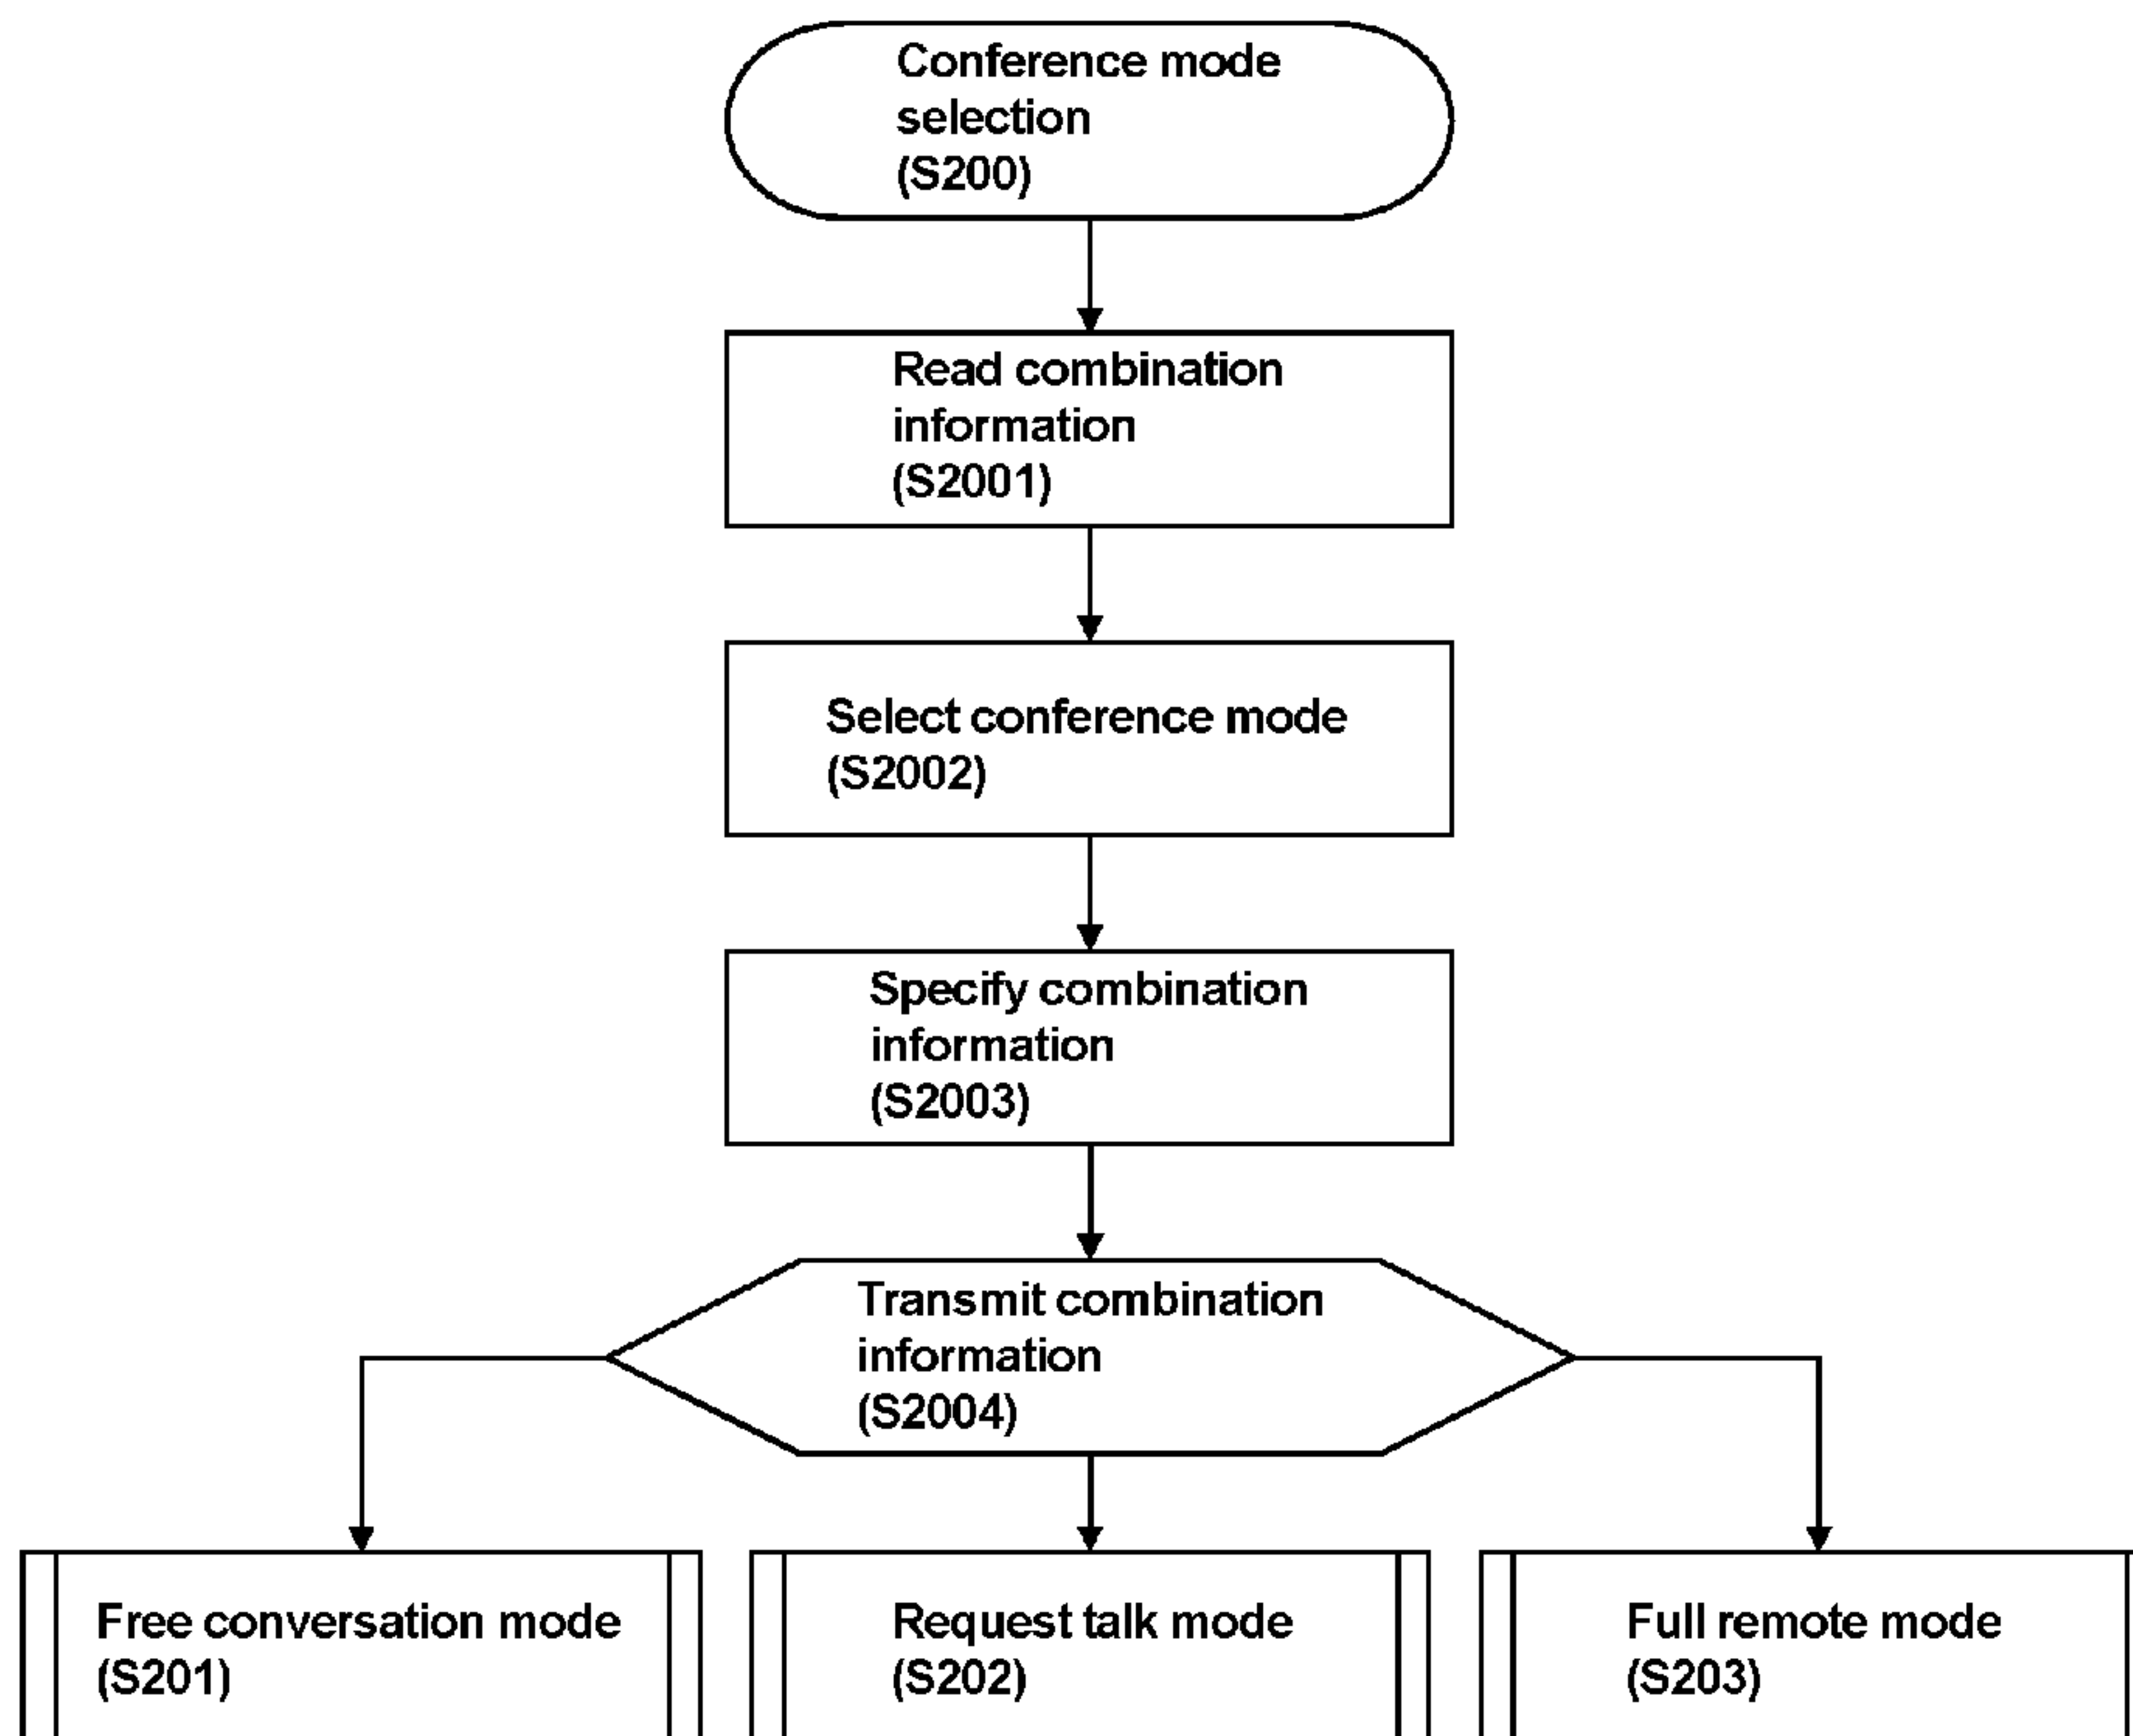 Conference mode
selection
(S200)
Read combination
information
(S2001)
Select conference mode
(S2002)
Specify combination
information
(S2003)
Transmit combination
information
(S2004)
Free conversation mode
(S201)
Request talk mode
(S202)
Full remote mode
(S203)